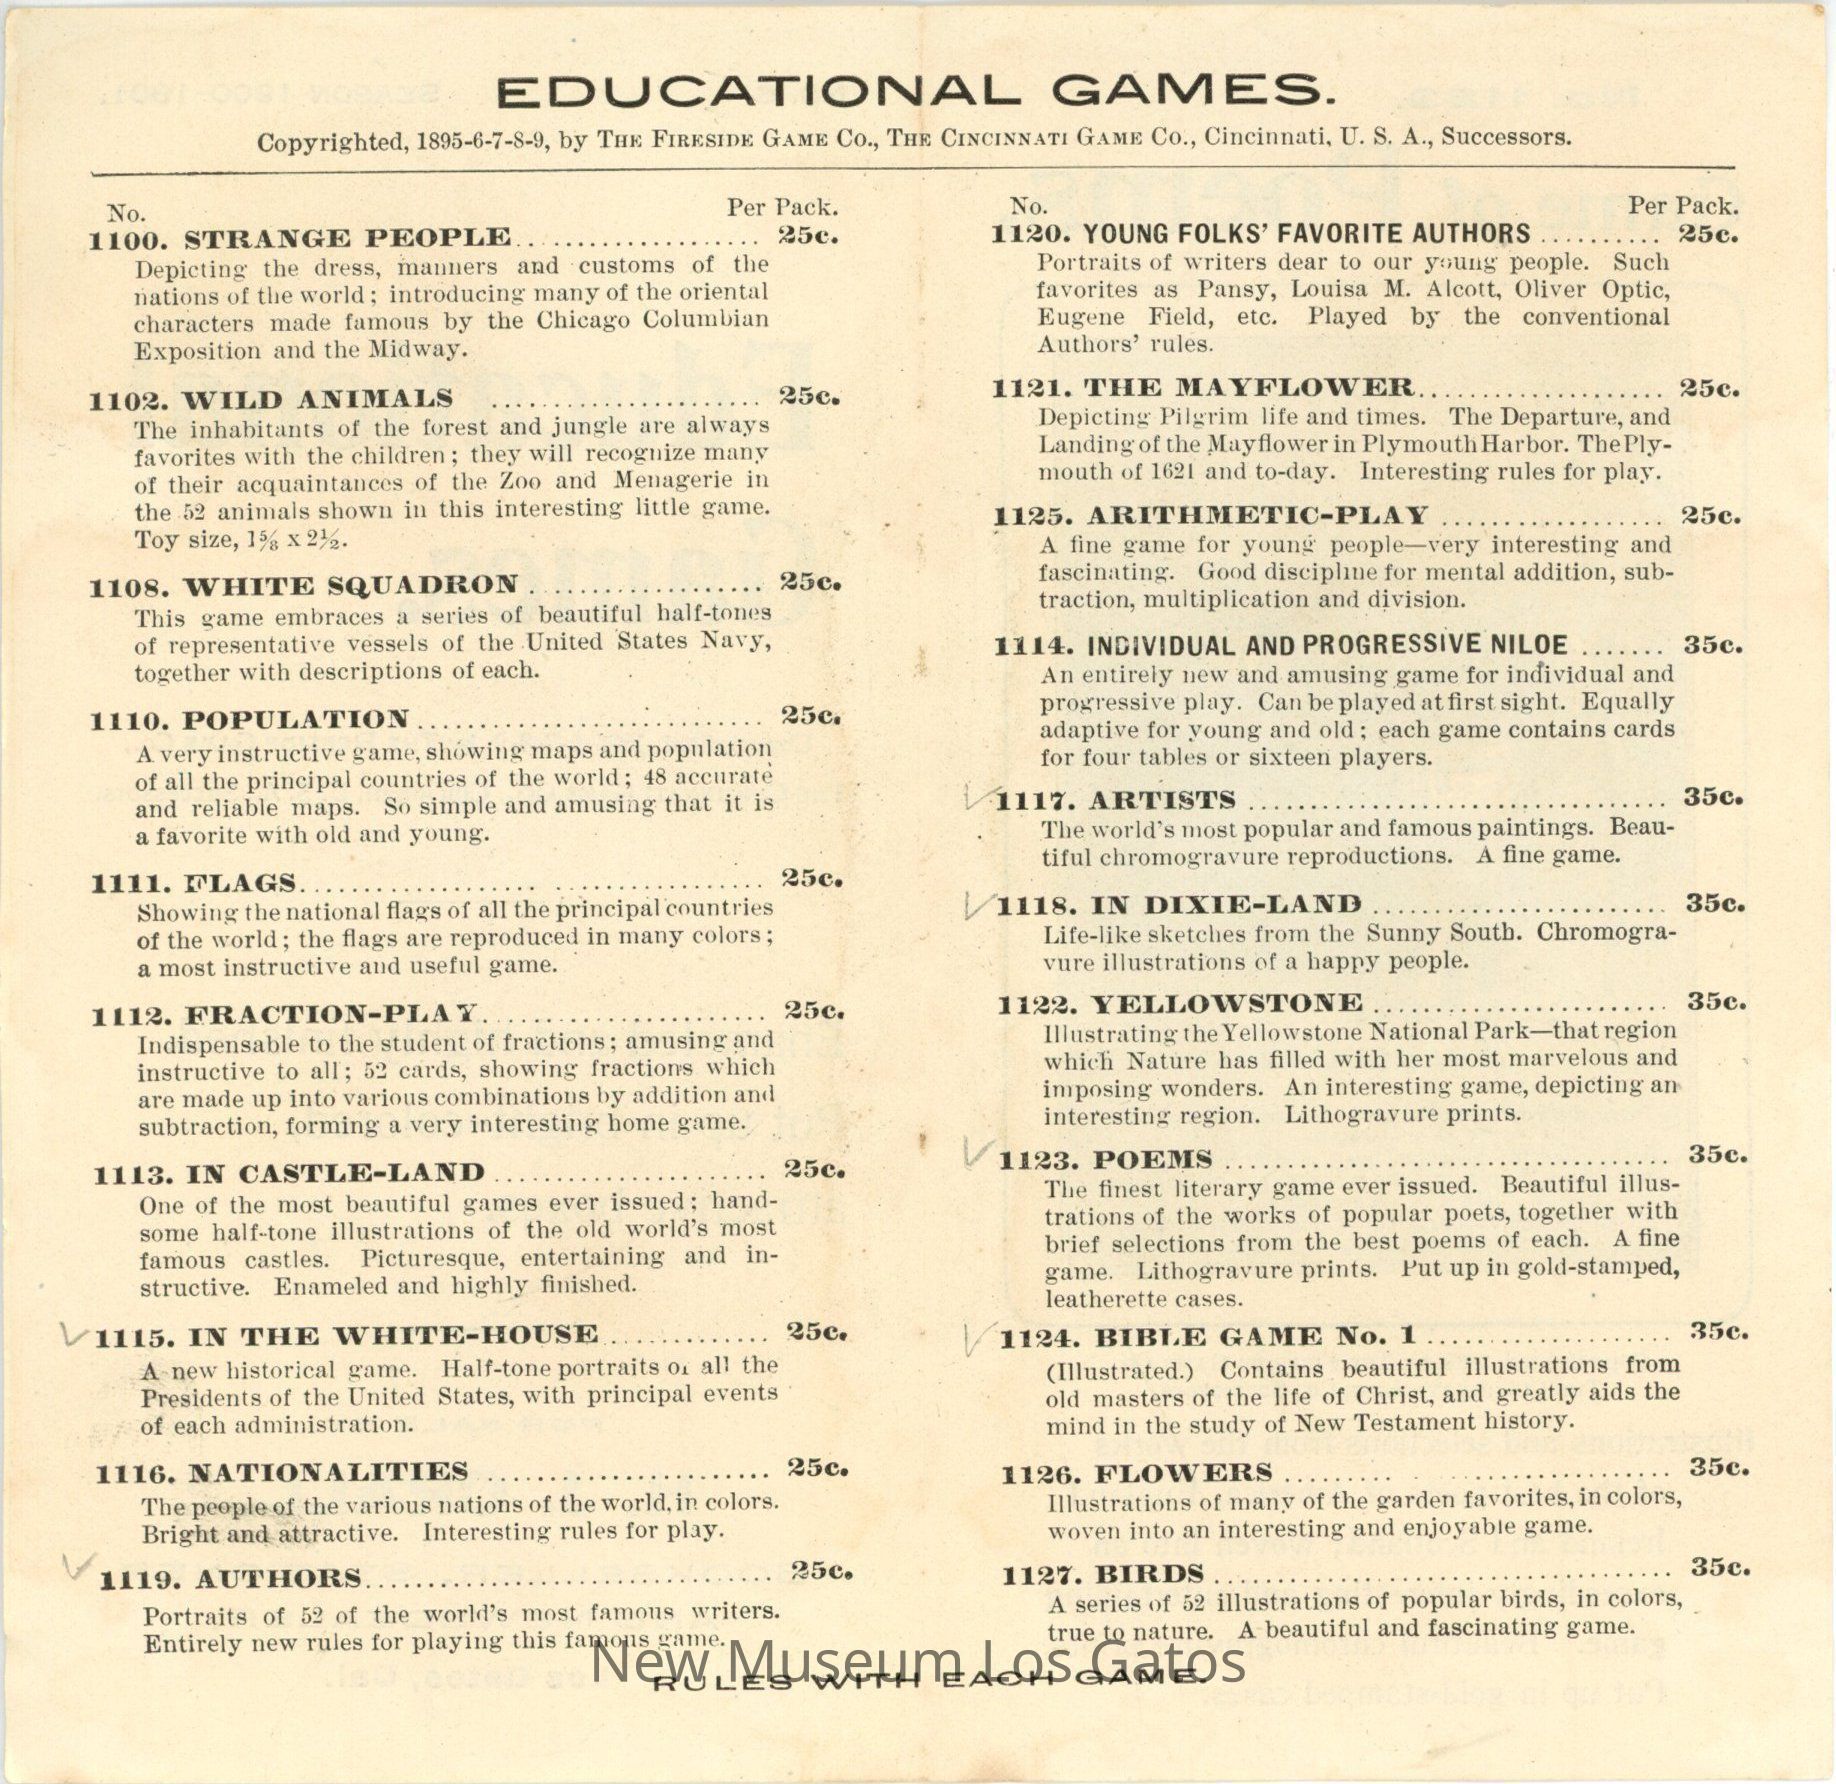 EDUCATIONAL GAMES.
Copyrighted, 1895-6-7-8-9, by THE FIRESIDE GAME CO., THE CINCINNATI GAME CO., Cincinnati, U. S. A., Successors.
No. Per Pack.
1100. STRANGE PEOPLE.................... 25c.
Depicting the dress, manners and customs of the
nations of the world; introducing many of the oriental
characters made famous by the Chicago Columbian
Exposition and the Midway.
1102. WILD ANIMALS ...................... 25c.
The inhabitants of the forest and jungle are always
favorites with the children; they will recognize many
of their acquaintances of the Zoo and Menagerie in
the 52 animals shown in this interesting little game.
Toy size, 1⅝ x 2½.
1108. WHITE SQUADRON................... 25c.
This game embraces a series of beautiful half-tones
of representative vessels of the United States Navy,
together with descriptions of each.
1110. POPULATION............................ 25c.
A very instructive game, showing maps and population
of all the principal countries of the world; 48 accurate
and reliable maps. So simple and amusing that it is
a favorite with old and young.
1111. FLAGS.................... ................. 25c.
Showing the national flags of all the principal countries
of the world; the flags are reproduced in many colors;
a most instructive and useful game.
1112. FRACTION-PLAY....................... 25c.
Indispensable to the student of fractions; amusing and
instructive to all; 52 cards, showing fractions which
are made up into various combinations by addition and
subtraction, forming a very interesting home game.
1113. IN CASTLE-LAND...................... 25c.
One of the most beautiful games ever issued; hand-
some half-tone illustrations of the old world's most
famous castles. Picturesque, entertaining and in-
structive. Enameled and highly finished.
1115. IN THE WHITE-HOUSE............. 25c.
A new historical game. Half-tone portraits of all the
Presidents of the United States, with principal events
of each administration.
1116. NATIONALITIES ....................... 25c.
The people of the various nations of the world, in colors.
Bright and attractive. Interesting rules for play.
1119. AUTHORS................................. 25c.
Portraits of 52 of the world's most famous writers.
Entirely new rules for playing this famous game.
No. Per Pack.
1120. YOUNG FOLKS' FAVORITE AUTHORS .......... 25c.
Portraits of writers dear to our young people. Such
favorites as Pansy, Louisa M. Alcott, Oliver Optic,
Eugene Field, etc. Played by the conventional
Authors' rules.
1121. THE MAYFLOWER.................... 25c.
Depicting Pilgrim life and times. The Departure, and
Landing of the Mayflower in Plymouth Harbor. The Ply-
mouth of 1621 and to-day. Interesting rules for play.
1125. ARITHMETIC-PLAY .................. 25c.
A fine game for young people—very interesting and
fascinating. Good discipline for mental addition, sub-
traction, multiplication and division.
1114. INDIVIDUAL AND PROGRESSIVE NILOE ....... 35c.
An entirely new and amusing game for individual and
progressive play. Can be played at first sight. Equally
adaptive for young and old; each game contains cards
for four tables or sixteen players.
1117. ARTISTS .................................. 35c.
The world's most popular and famous paintings. Beau-
tiful chromogravure reproductions. A fine game.
1118. IN DIXIE-LAND ........................ 35c.
Life-like sketches from the Sunny South. Chromogra-
vure illustrations of a happy people.
1122. YELLOWSTONE ........................ 35c.
Illustrating the Yellowstone National Park—that region
which Nature has filled with her most marvelous and
imposing wonders. An interesting game, depicting an
interesting region. Lithogravure prints.
1123. POEMS .................................... 35c.
The finest literary game ever issued. Beautiful illus-
trations of the works of popular poets, together with
brief selections from the best poems of each. A fine
game. Lithogravure prints. Put up in gold-stamped,
leatherette cases.
1124. BIBLE GAME No. 1 .................... 35c.
(Illustrated.) Contains beautiful illustrations from
old masters of the life of Christ, and greatly aids the
mind in the study of New Testament history.
1126. FLOWERS ......... ................. 35c.
Illustrations of many of the garden favorites, in colors,
woven into an interesting and enjoyable game.
1127. BIRDS ..................................... 35c.
A series of 52 illustrations of popular birds, in colors,
true to nature. A beautiful and fascinating game.
New Museum Los Gatos
RULES WITH EACH GAME.